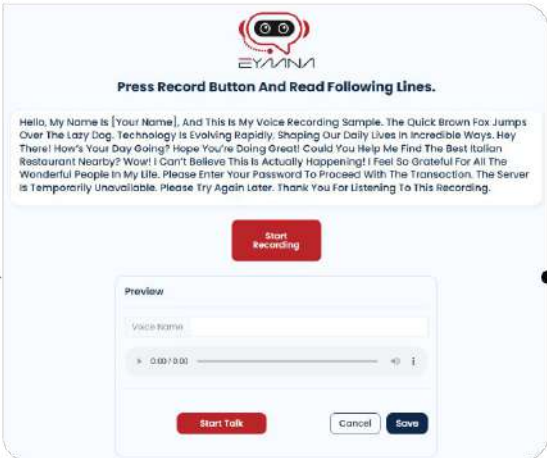 EYANNA
Press Record Button And Read Following Lines.
Hello, My Name Is [Your Name], And This Is My Voice Recording Sample. The Quick Brown Fox Jumps
Over The Lazy Dog. Technology Is Evolving Rapidly, Shaping Our Daily Lives In Incredible Ways. Hey
There! How's Your Day Going? Hope You're Doing Great! Could You Help Me Find The Best Italian
Restaurant Nearby? Wow! I Can't Believe This Is Actually Happening! I Feel So Grateful For All The
Wonderful People In My Life. Please Enter Your Password To Proceed With The Transaction. The Server
Is Temporarily Unavailable. Please Try Again Later. Thank You For Listening To This Recording.
Start
Recording
Preview
Voice Name
0:00 / 0:00
Start Talk
Cancel
Save